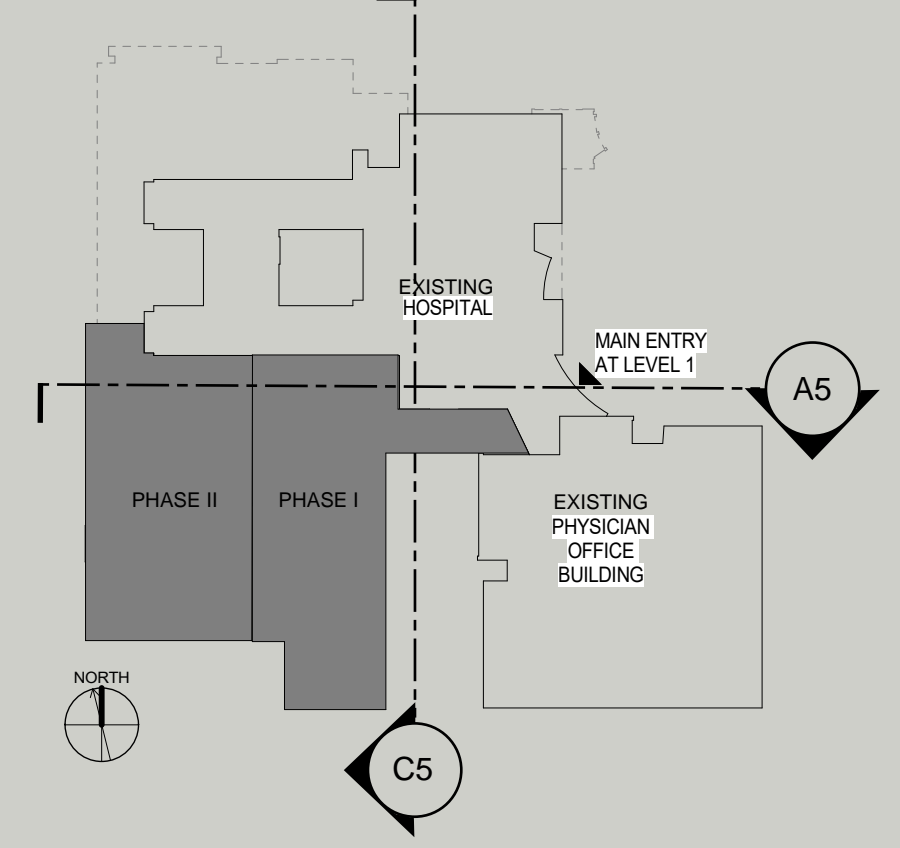 EXISTING
HOSPITAL
MAIN ENTRY
AT LEVEL 1
A5
PHASE II
PHASE I
EXISTING
PHYSICIAN
OFFICE
BUILDING
NORTH
C5